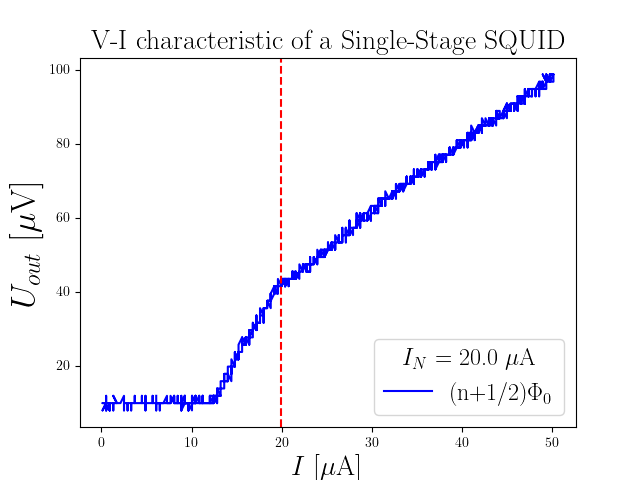 V-I characteristic of a Single-Stage SQUID
U_out [μV]
100
80
60
40
20
I_N = 20.0 μA
(n+1/2)Φ₀
0
10
20
30
40
50
I [μA]